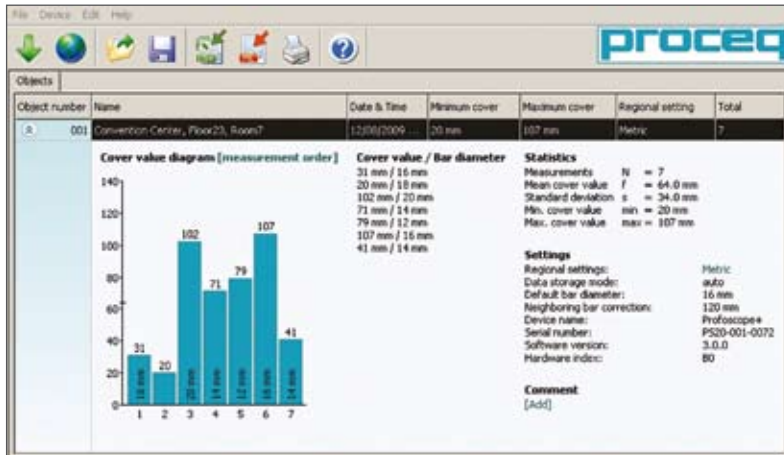 File Device Edit Help
proceq
Objects
Object number Name Date & Time Minimum cover Maximum cover Regional setting Total
001 Convention Center, Floor23, Room7 12/08/2009 ... 20 mm 107 mm Metric 7
Cover value diagram [measurement order]
140
120
100
80
60
40
20
0
31
20
102
71
79
107
41
16 mm
20 mm
14 mm
12 mm
16 mm
14 mm
1 2 3 4 5 6 7
Cover value / Bar diameter
31 mm / 16 mm
20 mm / 18 mm
102 mm / 20 mm
71 mm / 14 mm
79 mm / 12 mm
107 mm / 16 mm
41 mm / 14 mm
Statistics
Measurements N = 7
Mean cover value = 64.0 mm
Standard deviation s = 34.0 mm
Min. cover value min = 20 mm
Max. cover value max = 107 mm
Settings
Regional settings: Metric
Data storage mode: auto
Default bar diameter: 16 mm
Neighboring bar correction: 120 mm
Device name: Profoscope+
Serial number: PS20-001-0072
Software version: 3.0.0
Hardware index: B0
Comment
[Add]